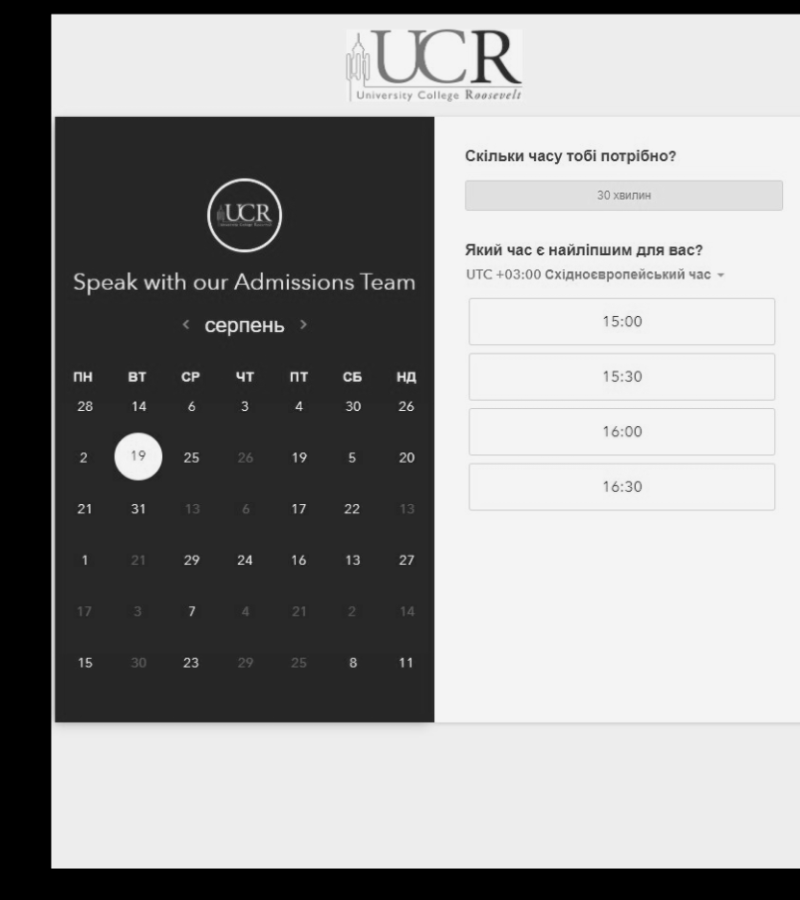 UCR
University College Roosevelt
UCR
Speak with our Admissions Team
серпень
ПН ВТ СР ЧТ ПТ СБ НД
28 14 6 3 4 30 26
2 19 25 26 19 5 20
21 31 13 6 17 22 13
1 21 29 24 16 13 27
17 3 7 4 21 2 14
15 30 23 29 25 8 11
Скільки часу тобі потрібно?
30 хвилин
Який час є найліпшим для вас?
UTC +03:00 Східноєвропейський час
15:00
15:30
16:00
16:30